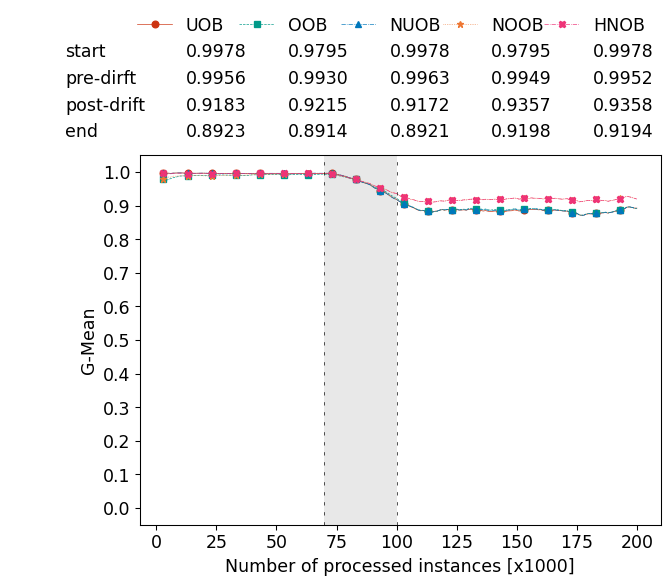 UOB OOB NUOB NOOB HNOB
start 0.9978 0.9795 0.9978 0.9795 0.9978
pre-dirft 0.9956 0.9930 0.9963 0.9949 0.9952
post-drift 0.9183 0.9215 0.9172 0.9357 0.9358
end 0.8923 0.8914 0.8921 0.9198 0.9194
1.0
0.9
0.8
0.7
0.6
0.5
0.4
0.3
0.2
0.1
0.0
G-Mean
0 25 50 75 100 125 150 175 200
Number of processed instances [x1000]